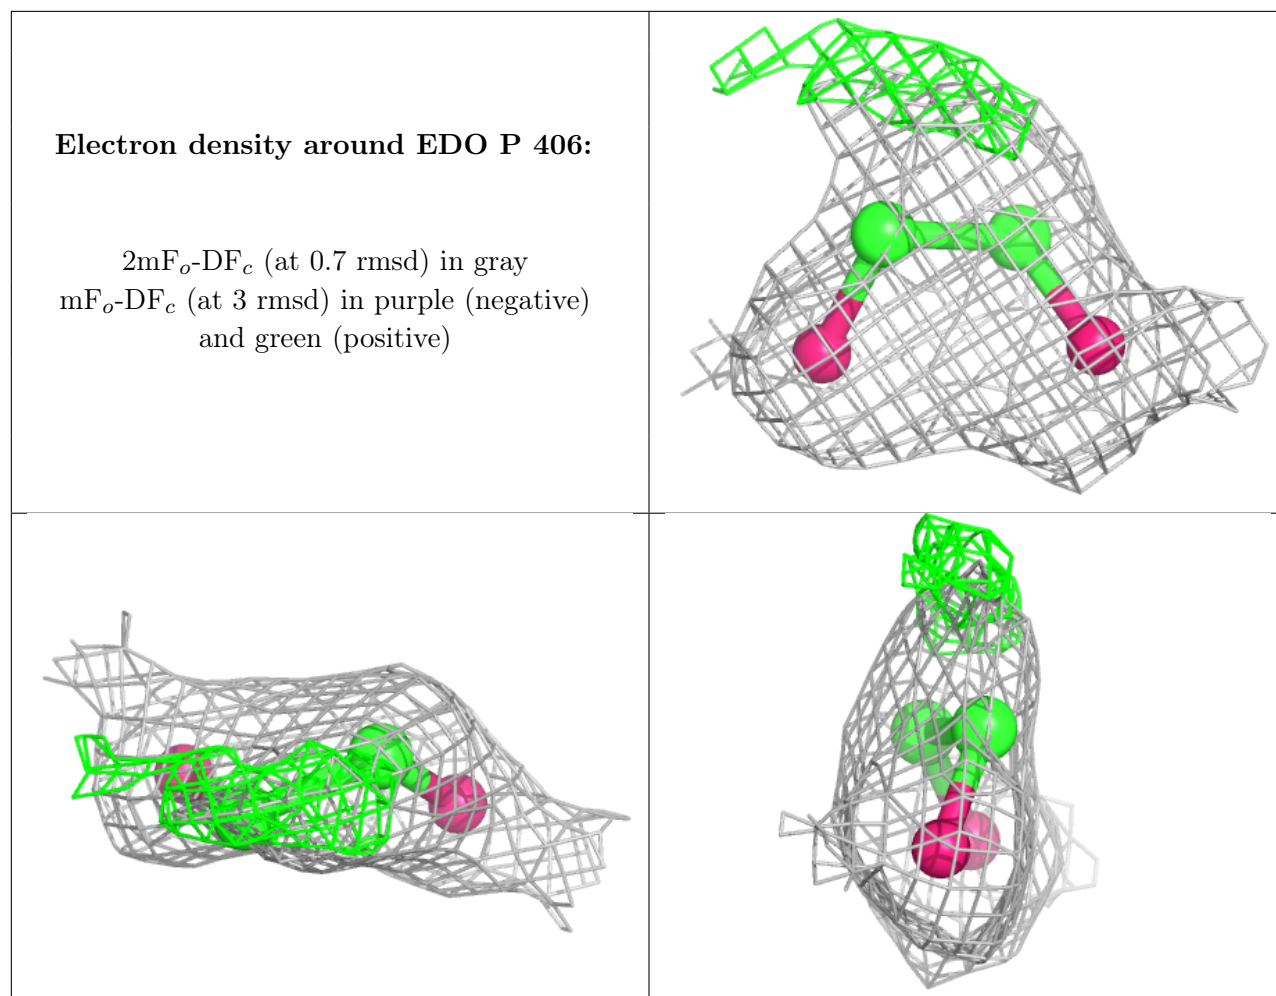 Electron density around EDO P 406:
2mFo-DFc (at 0.7 rmsd) in gray
mFo-DFc (at 3 rmsd) in purple (negative)
and green (positive)